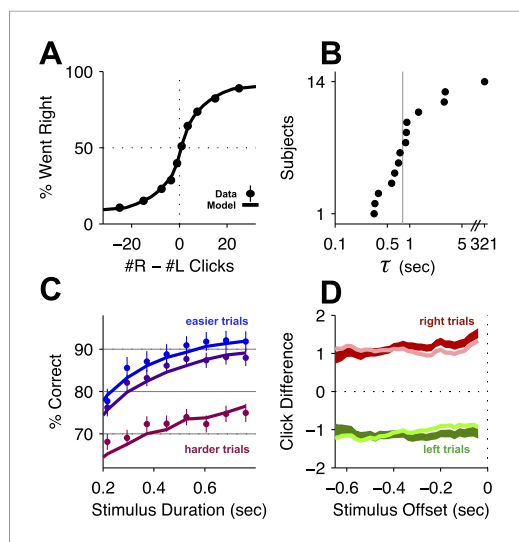 A
100
50
0
% Went Right
−20
0
20
#R − #L Clicks
Data
Model
B
14
1
Subjects
0.1
0.5
1
5
321
τ (sec)
C
easier trials
90
80
70
% Correct
harder trials
0.2
0.4
0.6
Stimulus Duration (sec)
D
right trials
2
1
0
−1
−2
Click Difference
left trials
−0.6
−0.4
−0.2
0
Stimulus Offset (sec)